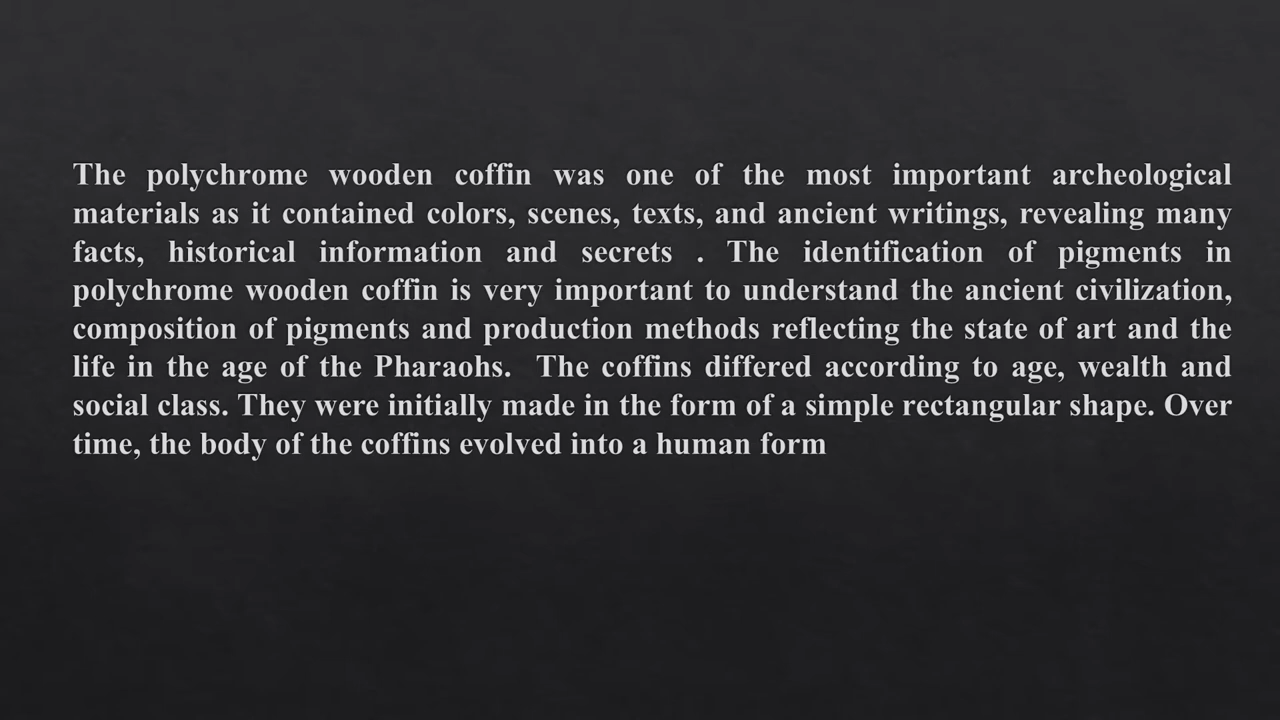 The polychrome wooden coffin was one of the most important archeological
materials as it contained colors, scenes, texts, and ancient writings, revealing many
facts, historical information and secrets . The identification of pigments in
polychrome wooden coffin is very important to understand the ancient civilization,
composition of pigments and production methods reflecting the state of art and the
life in the age of the Pharaohs.  The coffins differed according to age, wealth and
social class. They were initially made in the form of a simple rectangular shape. Over
time, the body of the coffins evolved into a human form